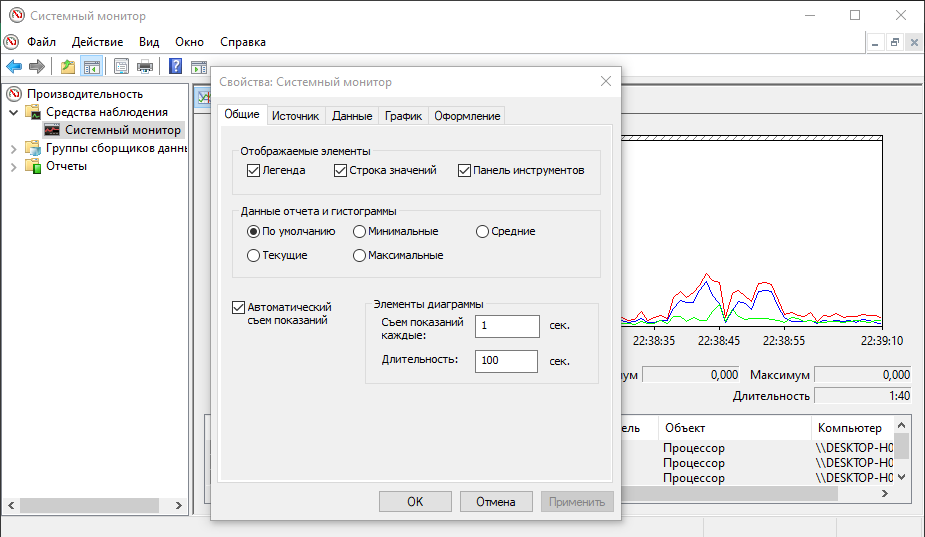 Системный монитор
Файл Действие Вид Окно Справка
Производительность
Средства наблюдения
Системный монитор
Группы сборщиков данны
Отчеты
Свойства: Системный монитор
Общие Источник Данные График Оформление
Отображаемые элементы
Легенда Строка значений Панель инструментов
Данные отчета и гистограммы
По умолчанию Минимальные Средние
Текущие Максимальные
Автоматический
съем показаний
Элементы диаграммы
Съем показаний
каждые: 1 сек.
Длительность: 100 сек.
OK Отмена Применить
22:38:35 22:38:45 22:38:55 22:39:10
ум 0,000 Максимум 0,000
Длительность 1:40
ель Объект Компьютер
Процессор \\DESKTOP-H0
Процессор \\DESKTOP-H0
Процессор \\DESKTOP-H0